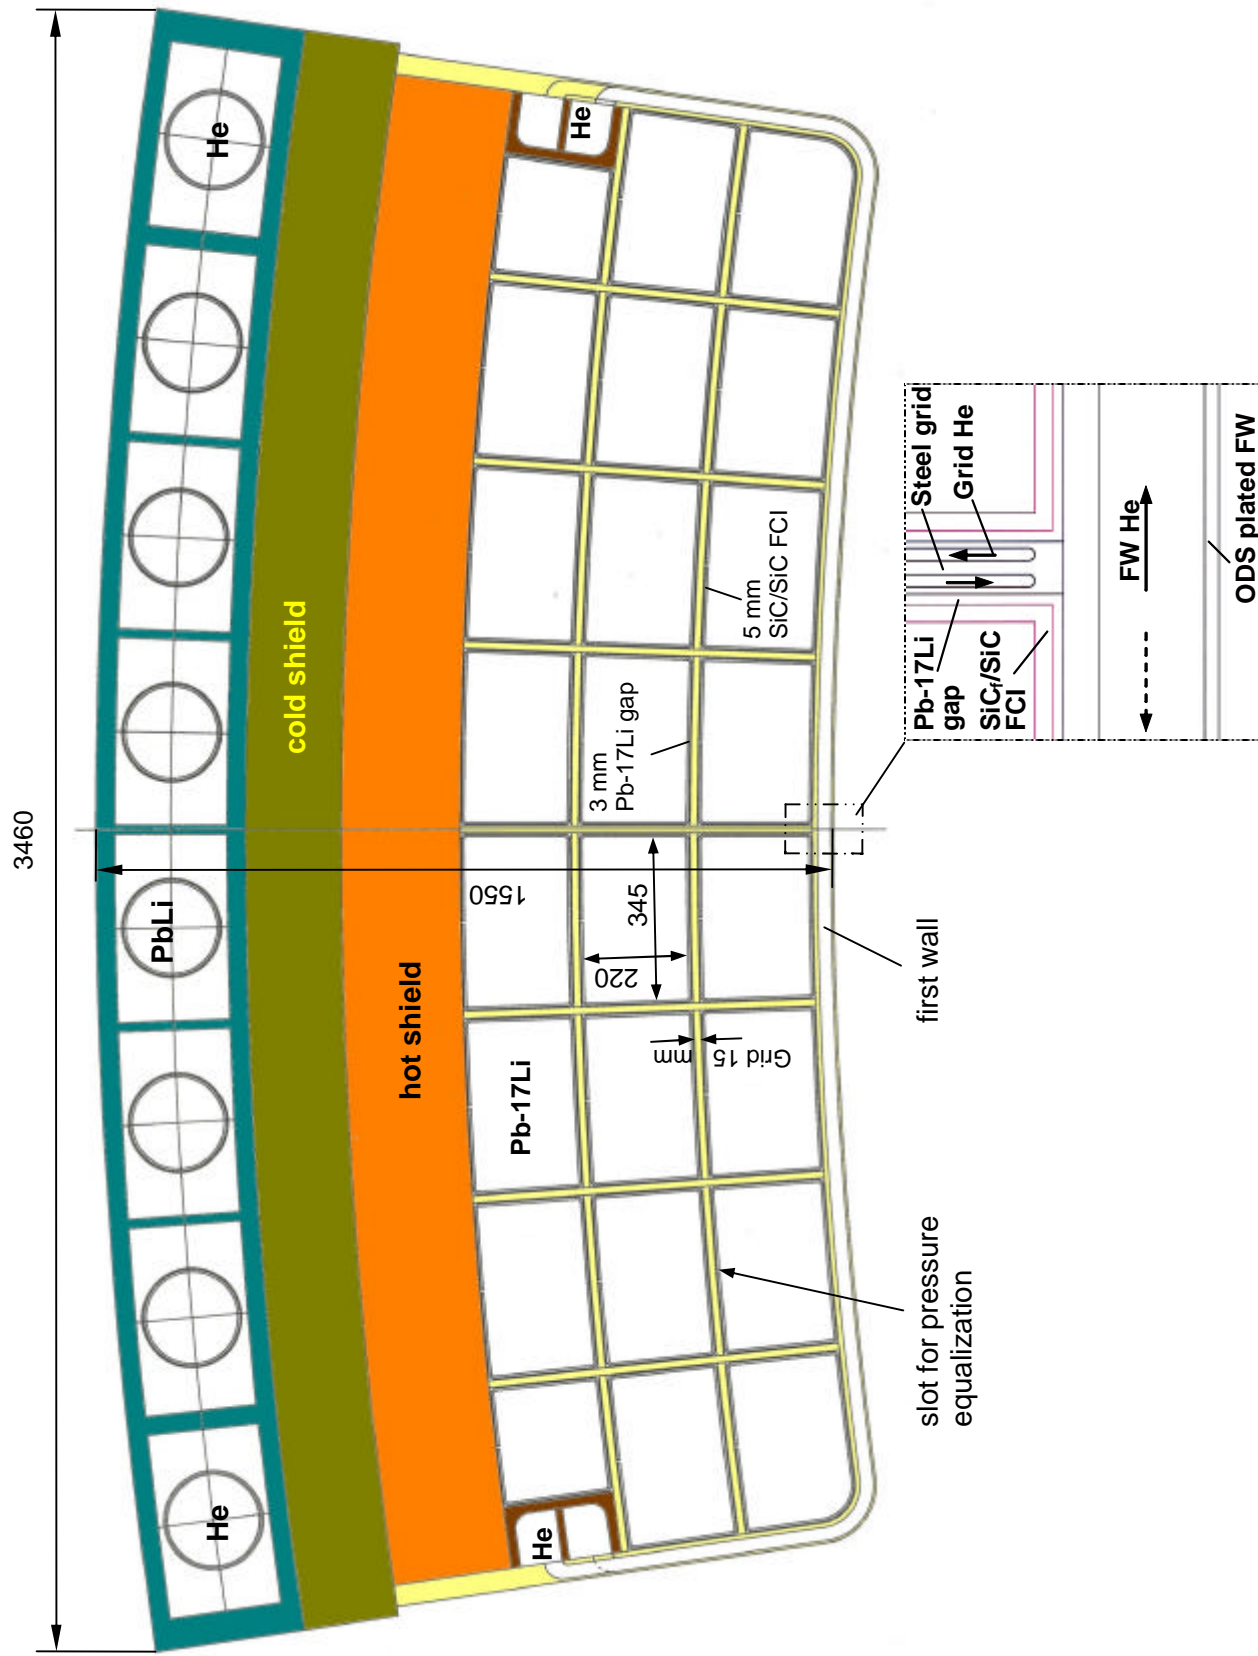 3460
He
PbLi
He
cold shield
hot shield
He
He
Pb-17Li
1550
345
220
Grid 15
mm
3 mm
Pb-17Li gap
5 mm
SiC/SiC FCI
slot for pressure
equalization
first wall
Pb-17Li
gap
SiCf/SiC
FCI
Steel grid
Grid He
FW He
ODS plated FW